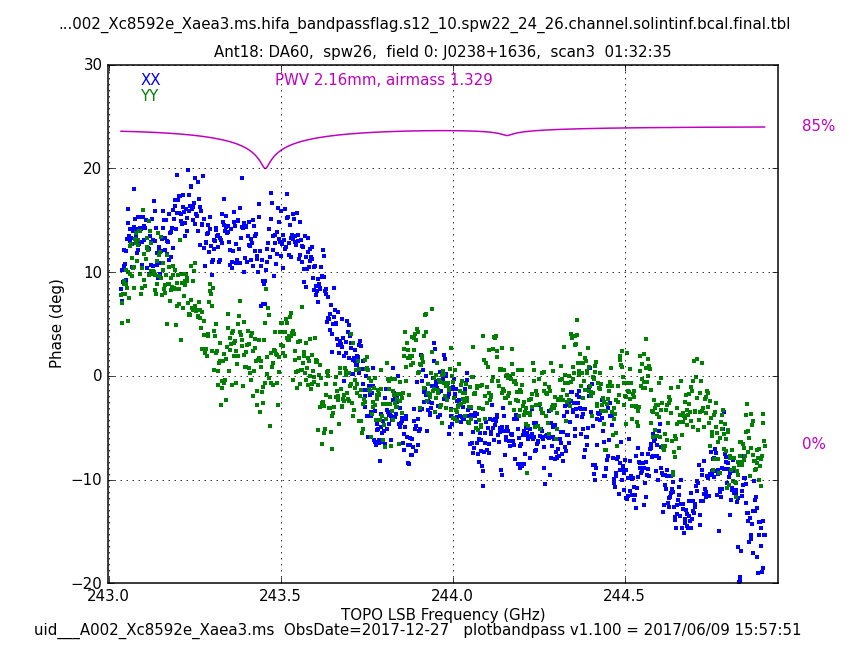 ...002_Xc8592e_Xaea3.ms.hifa_bandpassflag.s12_10.spw22_24_26.channel.solintinf.bcal.final.tbl
Ant18: DA60, spw26, field 0: J0238+1636, scan3 01:32:35
XX
YY
PWV 2.16mm, airmass 1.329
85%
0%
30
20
10
0
−10
−20
Phase (deg)
243.0 243.5 244.0 244.5
TOPO LSB Frequency (GHz)
uid___A002_Xc8592e_Xaea3.ms ObsDate=2017-12-27 plotbandpass v1.100 = 2017/06/09 15:57:51